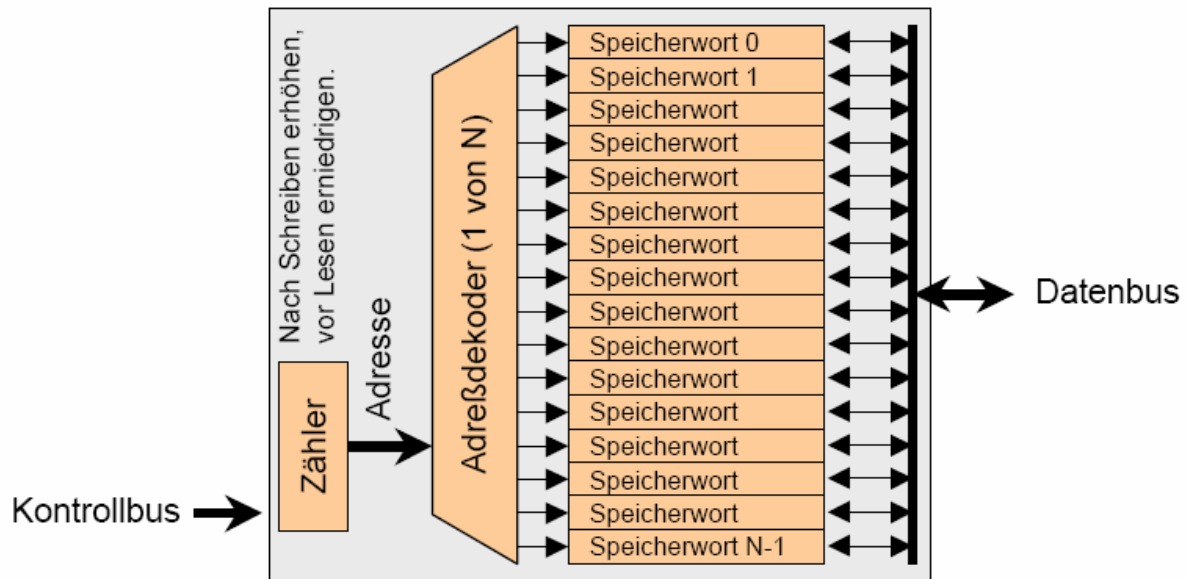 Nach Schreiben erhöhen,
vor Lesen erniedrigen.
Zähler
Adresse
Adreßdekoder (1 von N)
Speicherwort 0
Speicherwort 1
Speicherwort
Speicherwort
Speicherwort
Speicherwort
Speicherwort
Speicherwort
Speicherwort
Speicherwort
Speicherwort
Speicherwort
Speicherwort
Speicherwort
Speicherwort
Speicherwort N-1
Datenbus
Kontrollbus